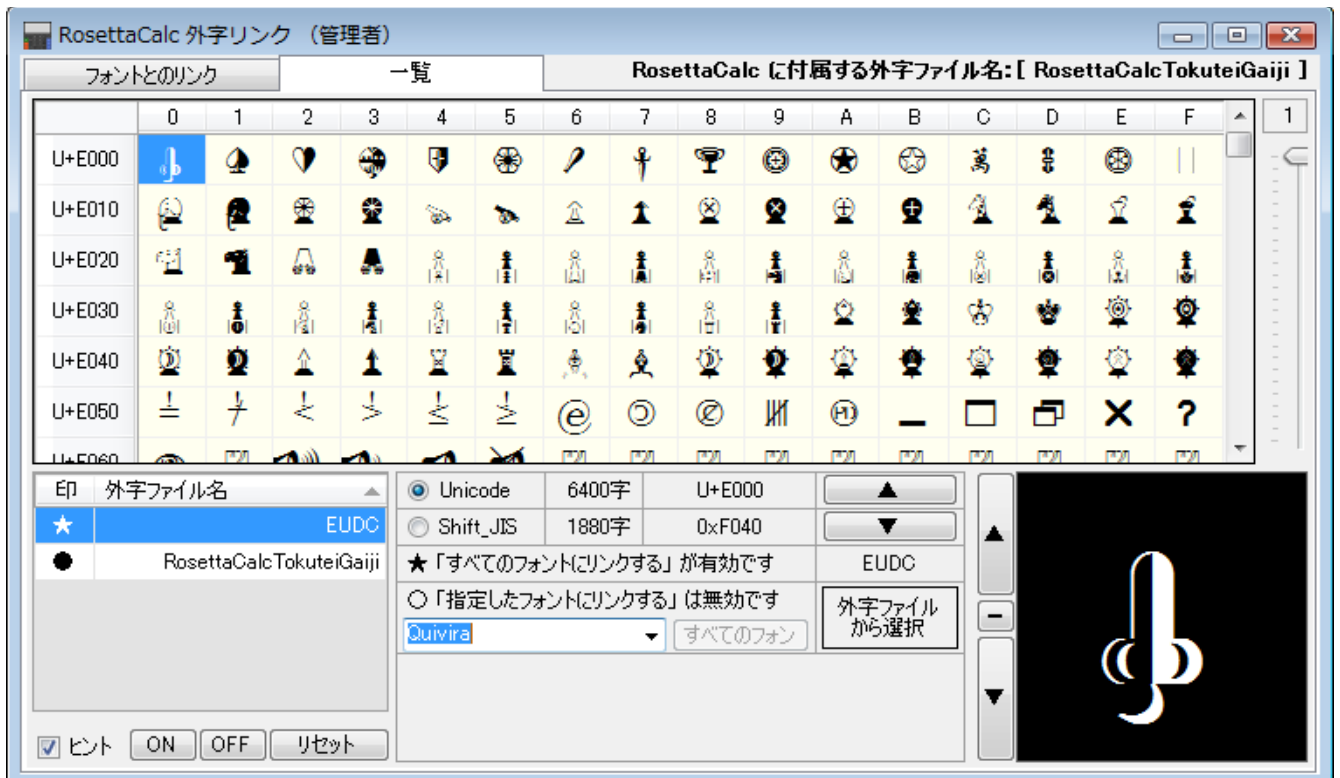 RosettaCalc 外字リンク （管理者）
フォントとのリンク 一覧 RosettaCalc に付属する外字ファイル名:[ RosettaCalcTokuteiGaiji ]
0 1 2 3 4 5 6 7 8 9 A B C D E F 1
U+E000
U+E010
U+E020
U+E030
U+E040
U+E050
U+E060
印 外字ファイル名
★ EUDC
● RosettaCalcTokuteiGaiji
Unicode 6400字 U+E000 ▲
Shift_JIS 1880字 0xF040 ▼
★「すべてのフォントにリンクする」が有効です EUDC
○「指定したフォントにリンクする」は無効です
Quivira すべてのフォン
外字ファイル
から選択
▲
−
▼
ヒント ON OFF リセット